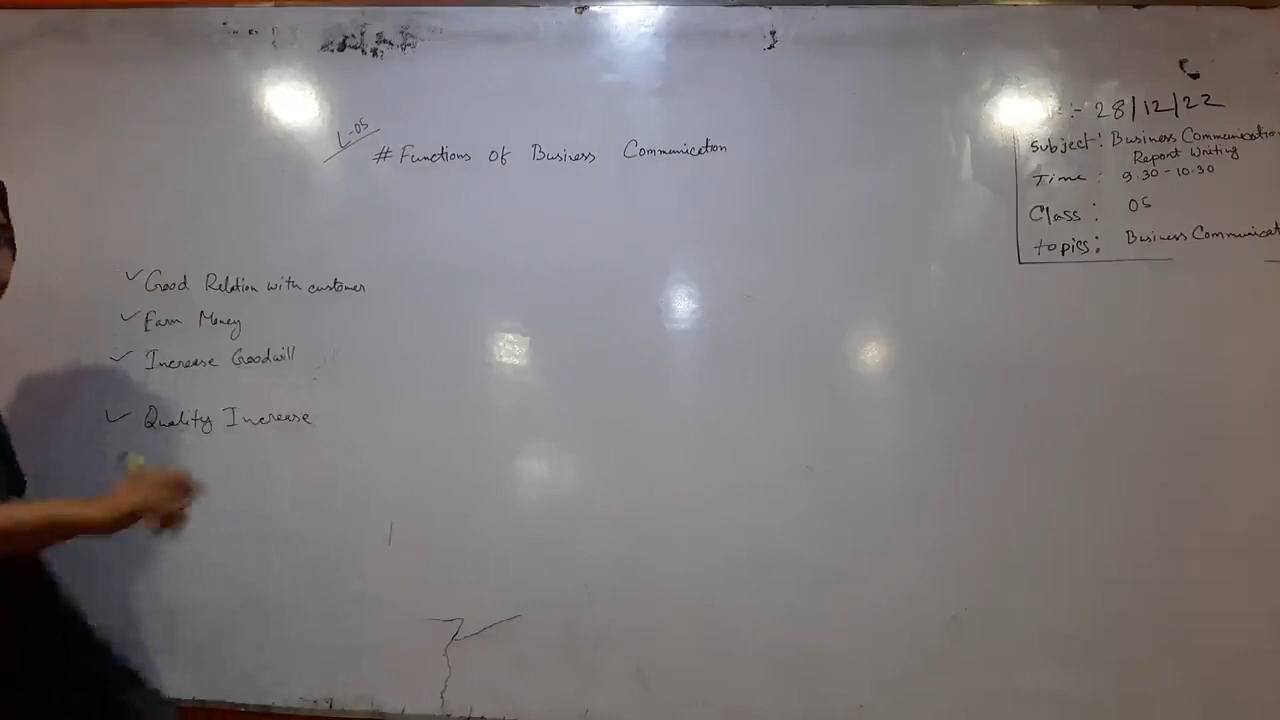 L-05
# Functions Of Business Communication
:- 28/12/22
Subject: Business Communication
Report Writing
Time: 9.30-10.30
Class: 05
topics: Business Communicat
✓ Good Relation with customer
✓ Earn Money
✓ Increase Goodwill
✓ Quality Increase